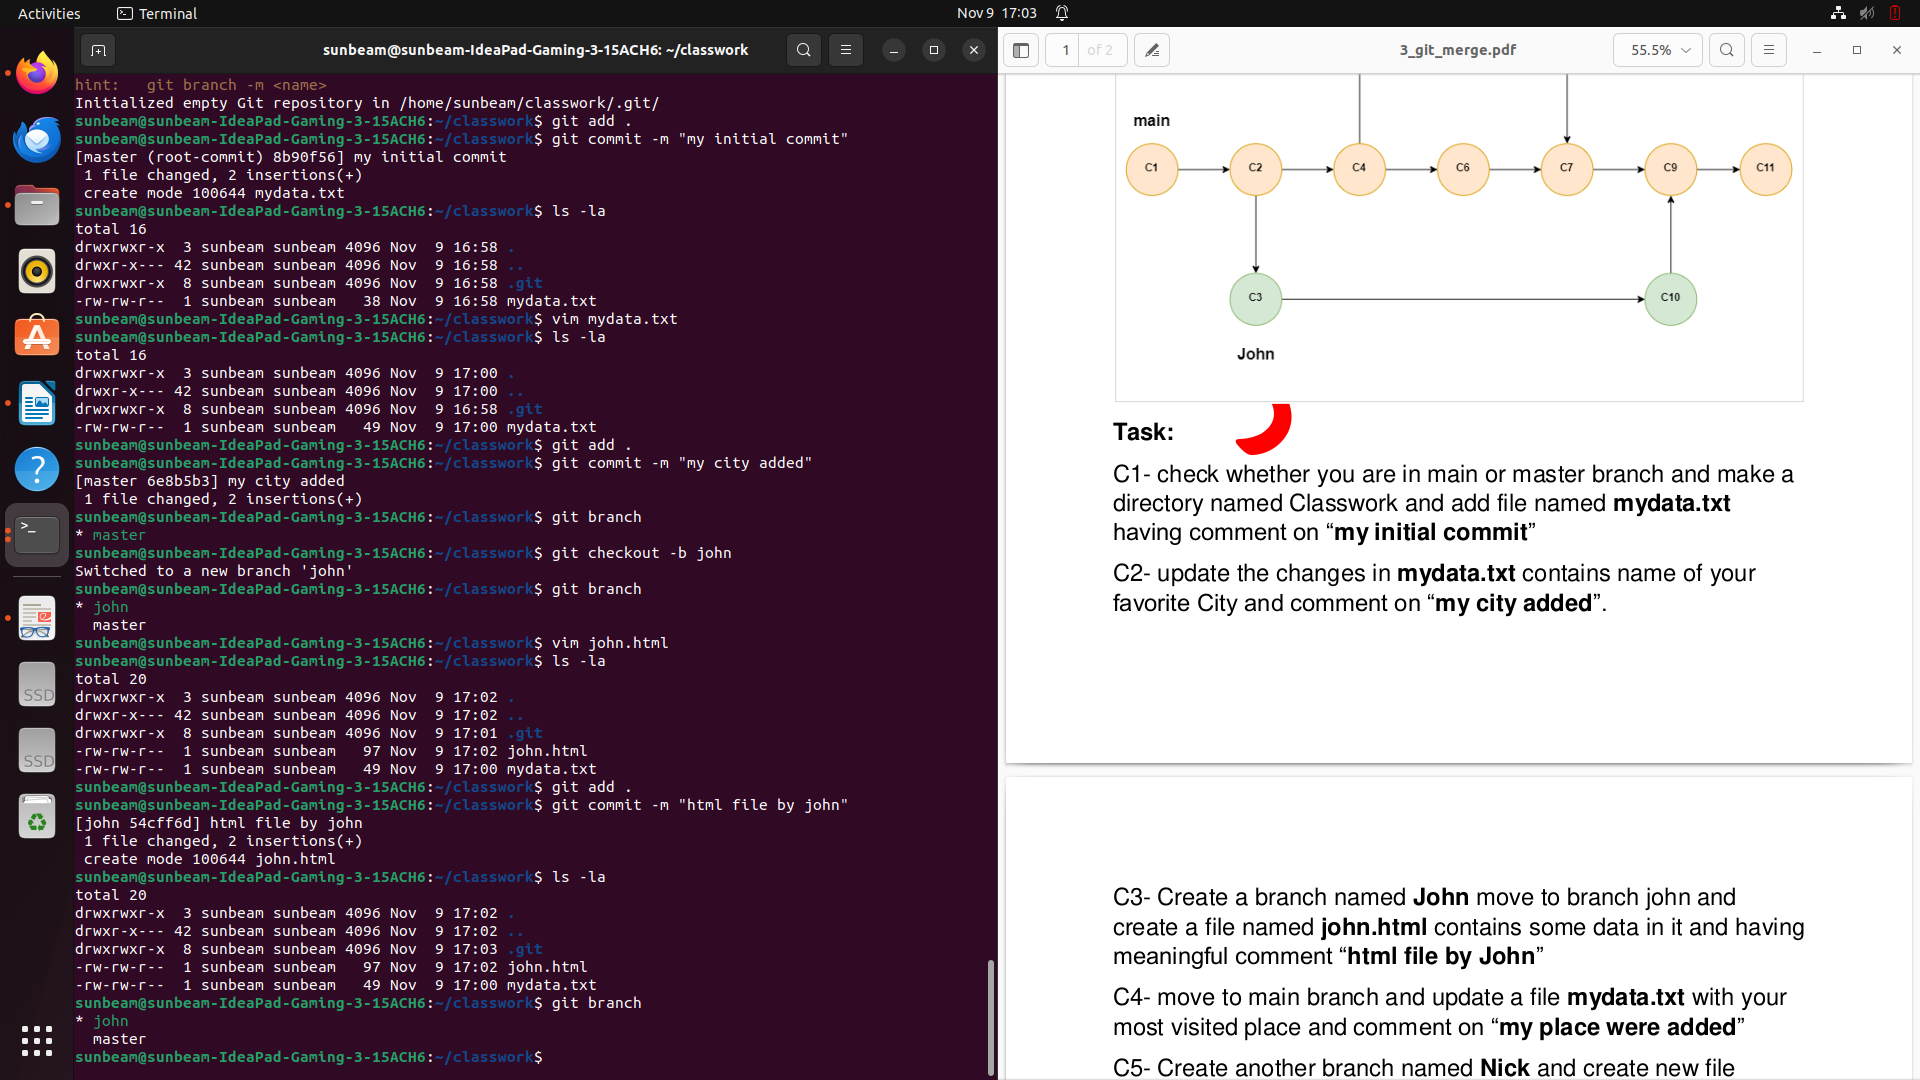 Activities
Terminal
Nov 9 17:03
sunbeam@sunbeam-IdeaPad-Gaming-3-15ACH6: ~/classwork
hint:   git branch -m <name>
Initialized empty Git repository in /home/sunbeam/classwork/.git/
sunbeam@sunbeam-IdeaPad-Gaming-3-15ACH6:~/classwork$ git add .
sunbeam@sunbeam-IdeaPad-Gaming-3-15ACH6:~/classwork$ git commit -m "my initial commit"
[master (root-commit) 8b90f56] my initial commit
 1 file changed, 2 insertions(+)
 create mode 100644 mydata.txt
sunbeam@sunbeam-IdeaPad-Gaming-3-15ACH6:~/classwork$ ls -la
total 16
drwxrwxr-x  3 sunbeam sunbeam 4096 Nov  9 16:58 .
drwxr-x--- 42 sunbeam sunbeam 4096 Nov  9 16:58 ..
drwxrwxr-x  8 sunbeam sunbeam 4096 Nov  9 16:58 .git
-rw-rw-r--  1 sunbeam sunbeam   38 Nov  9 16:58 mydata.txt
sunbeam@sunbeam-IdeaPad-Gaming-3-15ACH6:~/classwork$ vim mydata.txt
sunbeam@sunbeam-IdeaPad-Gaming-3-15ACH6:~/classwork$ ls -la
total 16
drwxrwxr-x  3 sunbeam sunbeam 4096 Nov  9 17:00 .
drwxr-x--- 42 sunbeam sunbeam 4096 Nov  9 17:00 ..
drwxrwxr-x  8 sunbeam sunbeam 4096 Nov  9 16:58 .git
-rw-rw-r--  1 sunbeam sunbeam   49 Nov  9 17:00 mydata.txt
sunbeam@sunbeam-IdeaPad-Gaming-3-15ACH6:~/classwork$ git add .
sunbeam@sunbeam-IdeaPad-Gaming-3-15ACH6:~/classwork$ git commit -m "my city added"
[master 6e8b5b3] my city added
 1 file changed, 2 insertions(+)
sunbeam@sunbeam-IdeaPad-Gaming-3-15ACH6:~/classwork$ git branch
* master
sunbeam@sunbeam-IdeaPad-Gaming-3-15ACH6:~/classwork$ git checkout -b john
Switched to a new branch 'john'
sunbeam@sunbeam-IdeaPad-Gaming-3-15ACH6:~/classwork$ git branch
* john
  master
sunbeam@sunbeam-IdeaPad-Gaming-3-15ACH6:~/classwork$ vim john.html
sunbeam@sunbeam-IdeaPad-Gaming-3-15ACH6:~/classwork$ ls -la
total 20
drwxrwxr-x  3 sunbeam sunbeam 4096 Nov  9 17:02 .
drwxr-x--- 42 sunbeam sunbeam 4096 Nov  9 17:02 ..
drwxrwxr-x  8 sunbeam sunbeam 4096 Nov  9 17:01 .git
-rw-rw-r--  1 sunbeam sunbeam   97 Nov  9 17:02 john.html
-rw-rw-r--  1 sunbeam sunbeam   49 Nov  9 17:00 mydata.txt
sunbeam@sunbeam-IdeaPad-Gaming-3-15ACH6:~/classwork$ git add .
sunbeam@sunbeam-IdeaPad-Gaming-3-15ACH6:~/classwork$ git commit -m "html file by john"
[john 54cff6d] html file by john
 1 file changed, 2 insertions(+)
 create mode 100644 john.html
sunbeam@sunbeam-IdeaPad-Gaming-3-15ACH6:~/classwork$ ls -la
total 20
drwxrwxr-x  3 sunbeam sunbeam 4096 Nov  9 17:02 .
drwxr-x--- 42 sunbeam sunbeam 4096 Nov  9 17:02 ..
drwxrwxr-x  8 sunbeam sunbeam 4096 Nov  9 17:03 .git
-rw-rw-r--  1 sunbeam sunbeam   97 Nov  9 17:02 john.html
-rw-rw-r--  1 sunbeam sunbeam   49 Nov  9 17:00 mydata.txt
sunbeam@sunbeam-IdeaPad-Gaming-3-15ACH6:~/classwork$ git branch
* john
  master
sunbeam@sunbeam-IdeaPad-Gaming-3-15ACH6:~/classwork$
SSD
SSD
1 of 2
3_git_merge.pdf
55.5%
main
C1 C2 C4 C6 C7 C9 C11
C3 C10
John
Task:
C1- check whether you are in main or master branch and make a
directory named Classwork and add file named mydata.txt
having comment on “my initial commit”
C2- update the changes in mydata.txt contains name of your
favorite City and comment on “my city added”.
C3- Create a branch named John move to branch john and
create a file named john.html contains some data in it and having
meaningful comment “html file by John”
C4- move to main branch and update a file mydata.txt with your
most visited place and comment on “my place were added”
C5- Create another branch named Nick and create new file